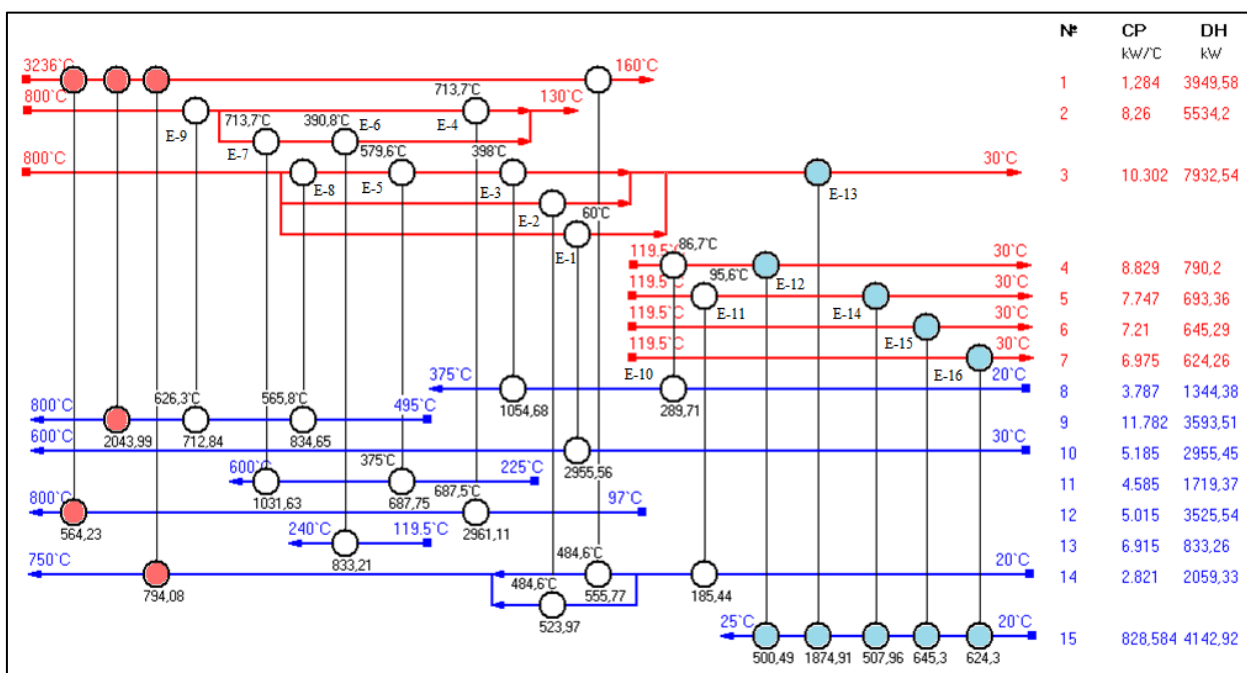 № CP DH
kW/°C kW
3236°C 160°C 1 1,284 3949,58
800°C 713,7°C 130°C 2 8,26 5534,2
E-9 E-6 E-4
713,7°C 390,8°C
E-7 579,6°C
800°C 398°C 30°C 3 10.302 7932,54
E-8 E-5 E-3 E-13
E-2
60°C
E-1
119.5°C 86,7°C 30°C 4 8.829 790,2
E-12
119.5°C 95,6°C 30°C 5 7.747 693,36
E-11 E-14
119.5°C 30°C 6 7.21 645,29
E-15
119.5°C 30°C 7 6.975 624,26
E-10 E-16
375°C 20°C 8 3.787 1344,38
1054,68 289,71
800°C 626,3°C 565,8°C 495°C 9 11.782 3593,51
2043,99 712,84 834,65
600°C 30°C 10 5.185 2955,45
2955,56
600°C 375°C 225°C 11 4.585 1719,37
1031,63 687,75
800°C 687,5°C 97°C 12 5.015 3525,54
564,23 2961,11
240°C 119.5°C 13 6.915 833,26
833,21
750°C 484,6°C 20°C 14 2.821 2059,33
794,08 555,77 185,44
484,6°C
523,97
25°C 20°C 15 828,584 4142,92
500,49 1874,91 507,96 645,3 624,3